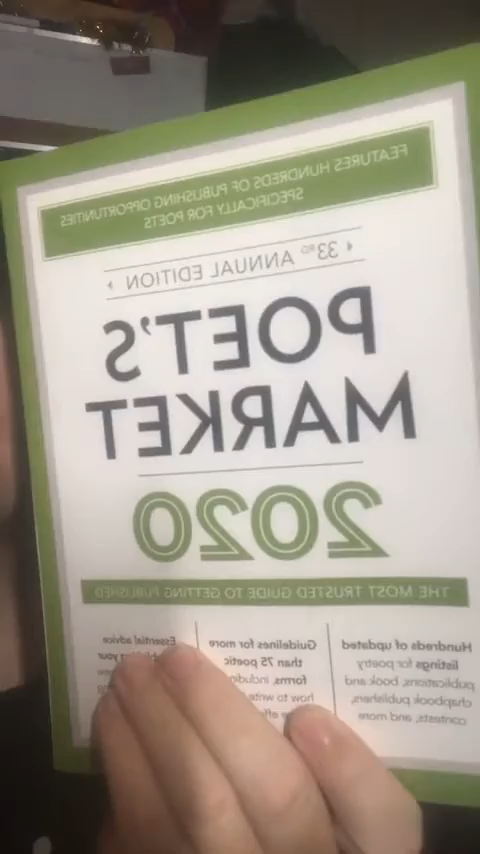 FEATURES HUNDREDS OF PUBLISHING OPPORTUNITIES
SPECIFICALLY FOR POETS
33RD ANNUAL EDITION
POET'S
MARKET
2020
THE MOST TRUSTED GUIDE TO GETTING PUBLISHED
Hundreds of updated
listings for poetry
publications, book and
chapbook publishers,
contests, and more
Guidelines for more
than 75 poetic
forms,
how to
Essential advice
your